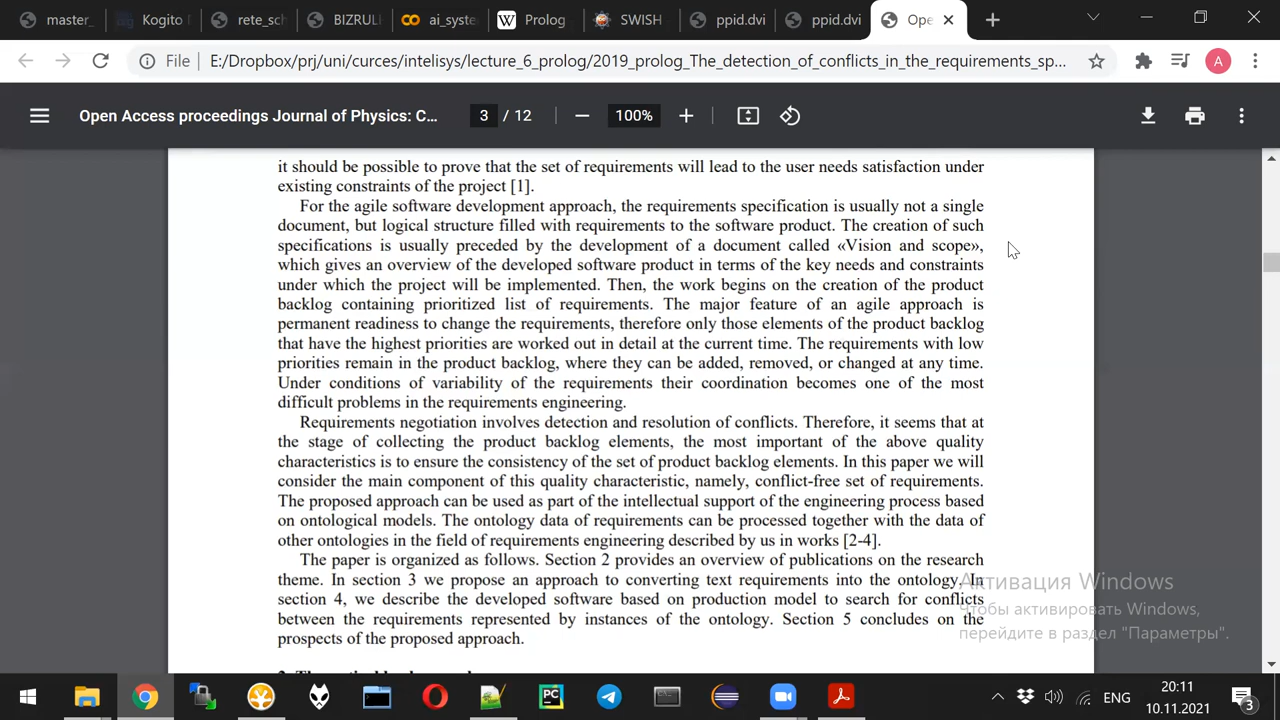 master_
Kogito
rete_sc
BIZRULI
ai_syste
Prolog
SWISH -
ppid.dvi
ppid.dvi
Ope
File
E:/Dropbox/prj/uni/curces/intelisys/lecture_6_prolog/2019_prolog_The_detection_of_conflicts_in_the_requirements_sp...
A
Open Access proceedings Journal of Physics: C...
3 / 12
100%
it should be possible to prove that the set of requirements will lead to the user needs satisfaction under
existing constraints of the project [1].
For the agile software development approach, the requirements specification is usually not a single
document, but logical structure filled with requirements to the software product. The creation of such
specifications is usually preceded by the development of a document called «Vision and scope»,
which gives an overview of the developed software product in terms of the key needs and constraints
under which the project will be implemented. Then, the work begins on the creation of the product
backlog containing prioritized list of requirements. The major feature of an agile approach is
permanent readiness to change the requirements, therefore only those elements of the product backlog
that have the highest priorities are worked out in detail at the current time. The requirements with low
priorities remain in the product backlog, where they can be added, removed, or changed at any time.
Under conditions of variability of the requirements their coordination becomes one of the most
difficult problems in the requirements engineering.
Requirements negotiation involves detection and resolution of conflicts. Therefore, it seems that at
the stage of collecting the product backlog elements, the most important of the above quality
characteristics is to ensure the consistency of the set of product backlog elements. In this paper we will
consider the main component of this quality characteristic, namely, conflict-free set of requirements.
The proposed approach can be used as part of the intellectual support of the engineering process based
on ontological models. The ontology data of requirements can be processed together with the data of
other ontologies in the field of requirements engineering described by us in works [2-4].
The paper is organized as follows. Section 2 provides an overview of publications on the research
theme. In section 3 we propose an approach to converting text requirements into the ontology. In
section 4, we describe the developed software based on production model to search for conflicts
between the requirements represented by instances of the ontology. Section 5 concludes on the
prospects of the proposed approach.
Активация Windows
Чтобы активировать Windows,
перейдите в раздел "Параметры".
ENG
20:11
10.11.2021
3